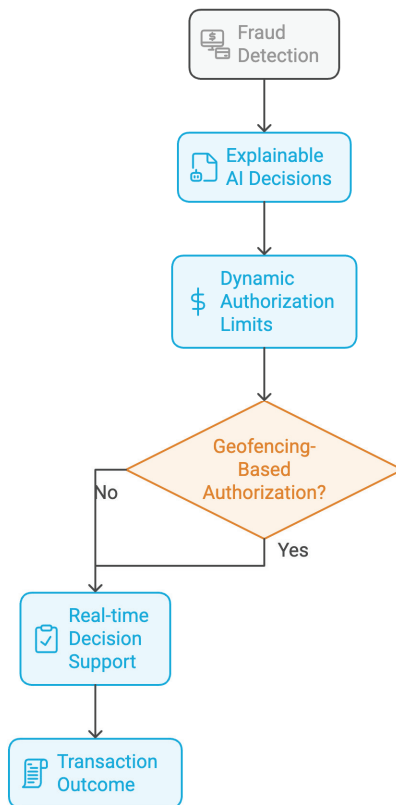 Fraud
Detection
Explainable
AI Decisions
Dynamic
Authorization
Limits
Geofencing-
Based
Authorization?
No
Yes
Real-time
Decision
Support
Transaction
Outcome